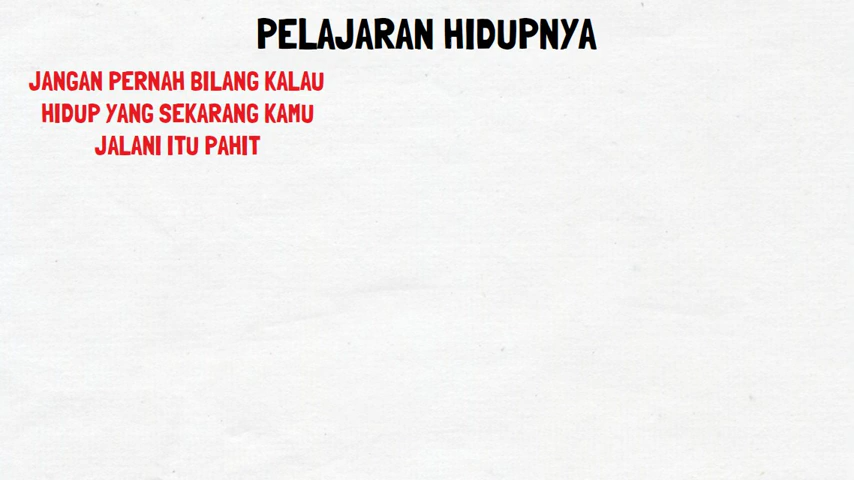 PELAJARAN HIDUPNYA
JANGAN PERNAH BILANG KALAU
HIDUP YANG SEKARANG KAMU
JALANI ITU PAHIT